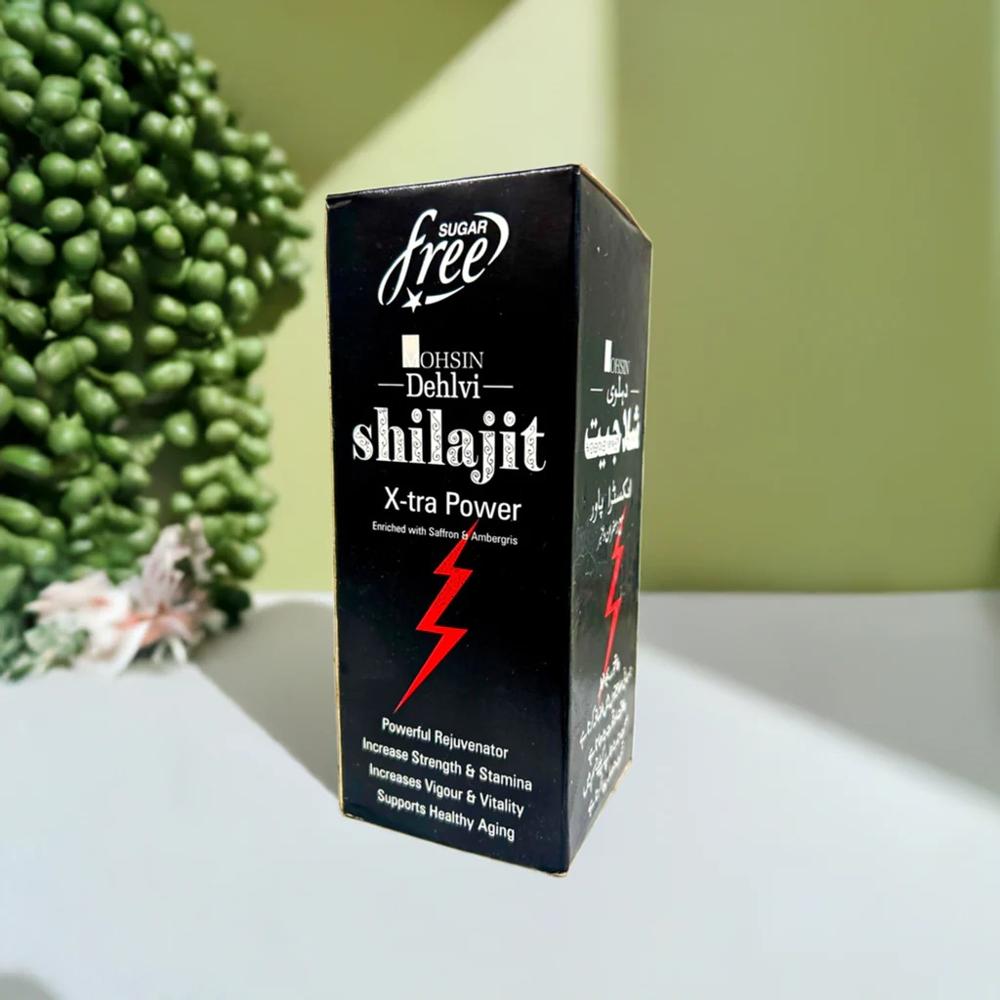 SUGAR
free
MOHSIN
Dehlvi
shilajit
X-tra Power
Enriched with Saffron & Ambergris
Powerful Rejuvenator
Increase Strength & Stamina
Increases Vigour & Vitality
Supports Healthy Aging
MOHSIN
دہلوی
شلاجیت
ایکسٹرا پاور